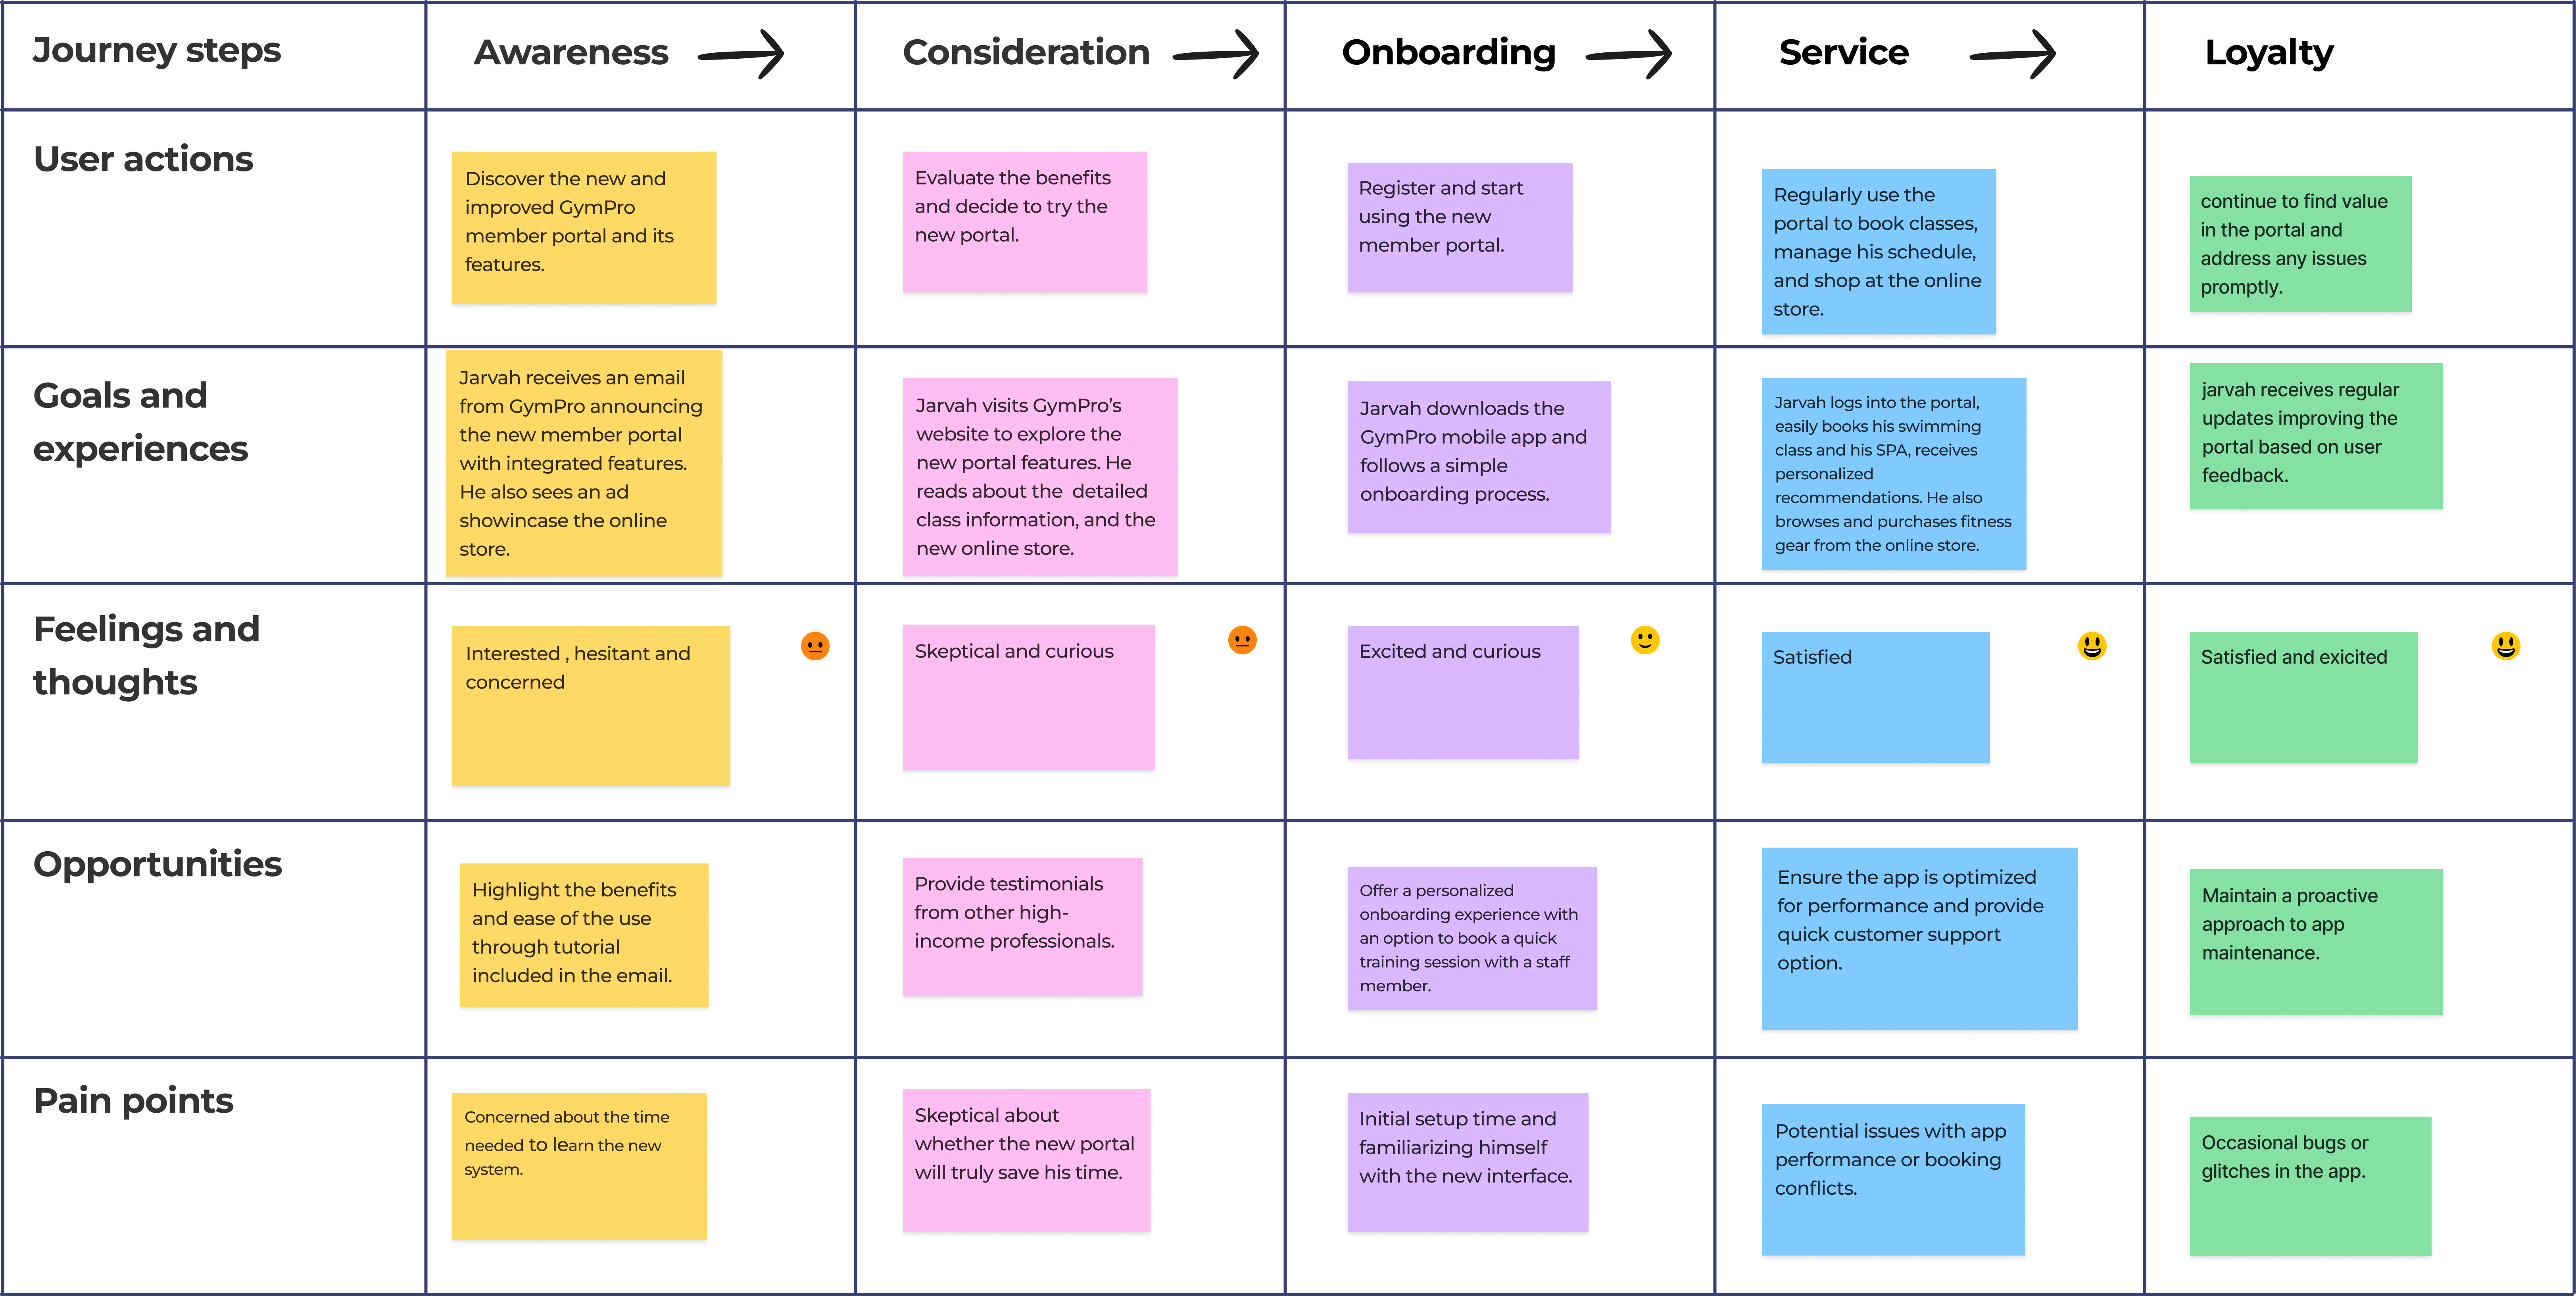 Journey steps
Awareness
Consideration
Onboarding
Service
Loyalty
User actions
Discover the new and
improved GymPro
member portal and its
features.
Evaluate the benefits
and decide to try the
new portal.
Register and start
using the new
member portal.
Regularly use the
portal to book classes,
manage his schedule,
and shop at the online
store.
continue to find value
in the portal and
address any issues
promptly.
Goals and
experiences
Jarvah receives an email
from GymPro announcing
the new member portal
with integrated features.
He also sees an ad
showincase the online
store.
Jarvah visits GymPro’s
website to explore the
new portal features. He
reads about the  detailed
class information, and the
new online store.
Jarvah downloads the
GymPro mobile app and
follows a simple
onboarding process.
Jarvah logs into the portal,
easily books his swimming
class and his SPA, receives
personalized
recommendations. He also
browses and purchases fitness
gear from the online store.
jarvah receives regular
updates improving the
portal based on user
feedback.
Feelings and
thoughts
Interested , hesitant and
concerned
Skeptical and curious
Excited and curious
Satisfied
Satisfied and exicited
Opportunities
Highlight the benefits
and ease of the use
through tutorial
included in the email.
Provide testimonials
from other high-
income professionals.
Offer a personalized
onboarding experience with
an option to book a quick
training session with a staff
member.
Ensure the app is optimized
for performance and provide
quick customer support
option.
Maintain a proactive
approach to app
maintenance.
Pain points
Concerned about the time
needed to learn the new
system.
Skeptical about
whether the new portal
will truly save his time.
Initial setup time and
familiarizing himself
with the new interface.
Potential issues with app
performance or booking
conflicts.
Occasional bugs or
glitches in the app.